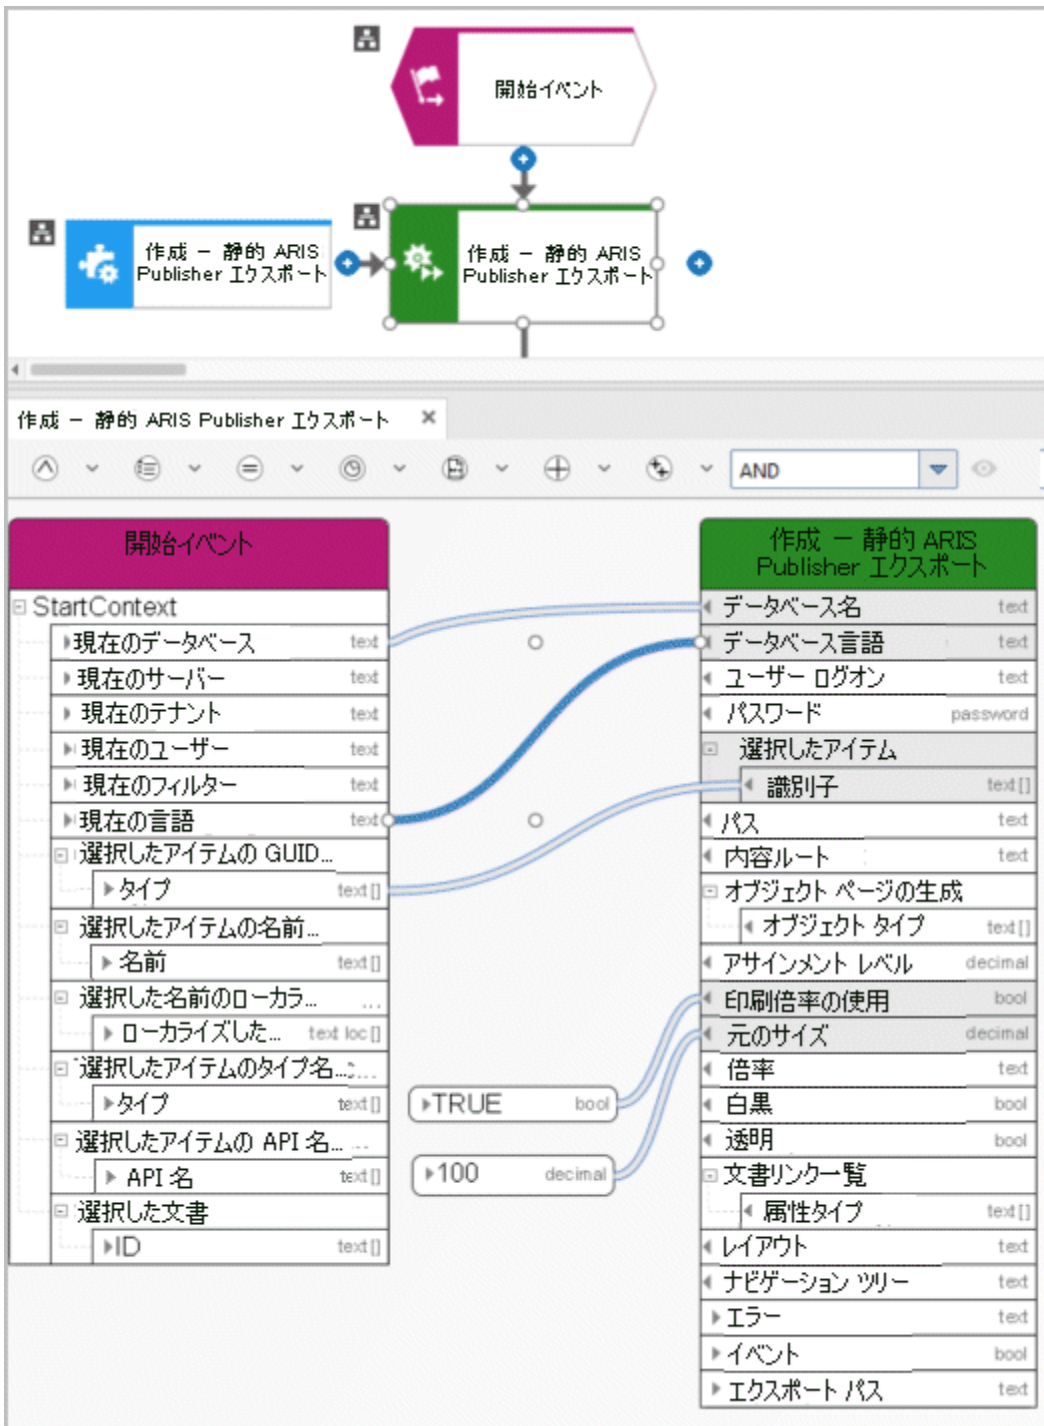 開始イベント
作成 － 静的 ARIS
Publisher エクスポート
作成 － 静的 ARIS
Publisher エクスポート
作成 － 静的 ARIS Publisher エクスポート
AND
開始イベント
StartContext
現在のデータベース text
現在のサーバー text
現在のテナント text
現在のユーザー text
現在のフィルター text
現在の言語 text
選択したアイテムの GUID...
タイプ text[]
選択したアイテムの名前...
名前 text[]
選択した名前のローカラ... ...
ローカライズした... text loc[]
選択したアイテムのタイプ名...
タイプ text[]
選択したアイテムの API 名... ...
API 名 text[]
選択した文書
ID text[]
TRUE bool
100 decimal
作成 － 静的 ARIS
Publisher エクスポート
データベース名 text
データベース言語 text
ユーザー ログオン text
パスワード password
選択したアイテム
識別子 text[]
パス text
内容ルート text
オブジェクト ページの生成
オブジェクト タイプ text[]
アサインメント レベル decimal
印刷倍率の使用 bool
元のサイズ decimal
倍率 text
白黒 bool
透明 bool
文書リンク一覧
属性タイプ text[]
レイアウト text
ナビゲーション ツリー text
エラー text
イベント bool
エクスポート パス text